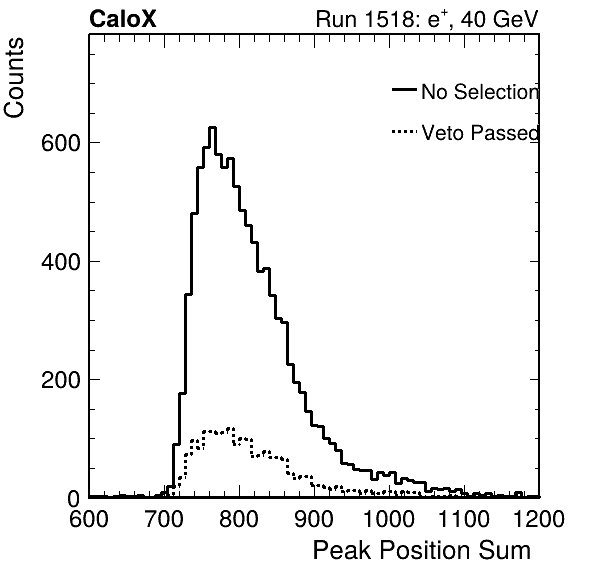 CaloX Run 1518: e+, 40 GeV
Counts
No Selection
Veto Passed
600
400
200
0
600 700 800 900 1000 1100 1200
Peak Position Sum